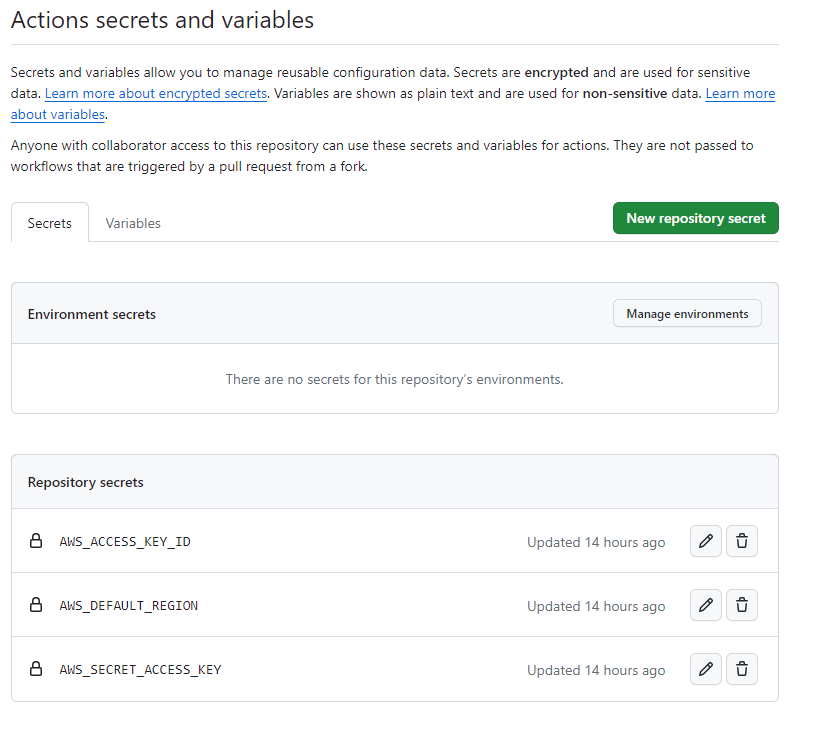 Actions secrets and variables
Secrets and variables allow you to manage reusable configuration data. Secrets are encrypted and are used for sensitive
data. Learn more about encrypted secrets. Variables are shown as plain text and are used for non-sensitive data. Learn more
about variables.
Anyone with collaborator access to this repository can use these secrets and variables for actions. They are not passed to
workflows that are triggered by a pull request from a fork.
Secrets Variables New repository secret
Environment secrets Manage environments
There are no secrets for this repository’s environments.
Repository secrets
AWS_ACCESS_KEY_ID Updated 14 hours ago
AWS_DEFAULT_REGION Updated 14 hours ago
AWS_SECRET_ACCESS_KEY Updated 14 hours ago